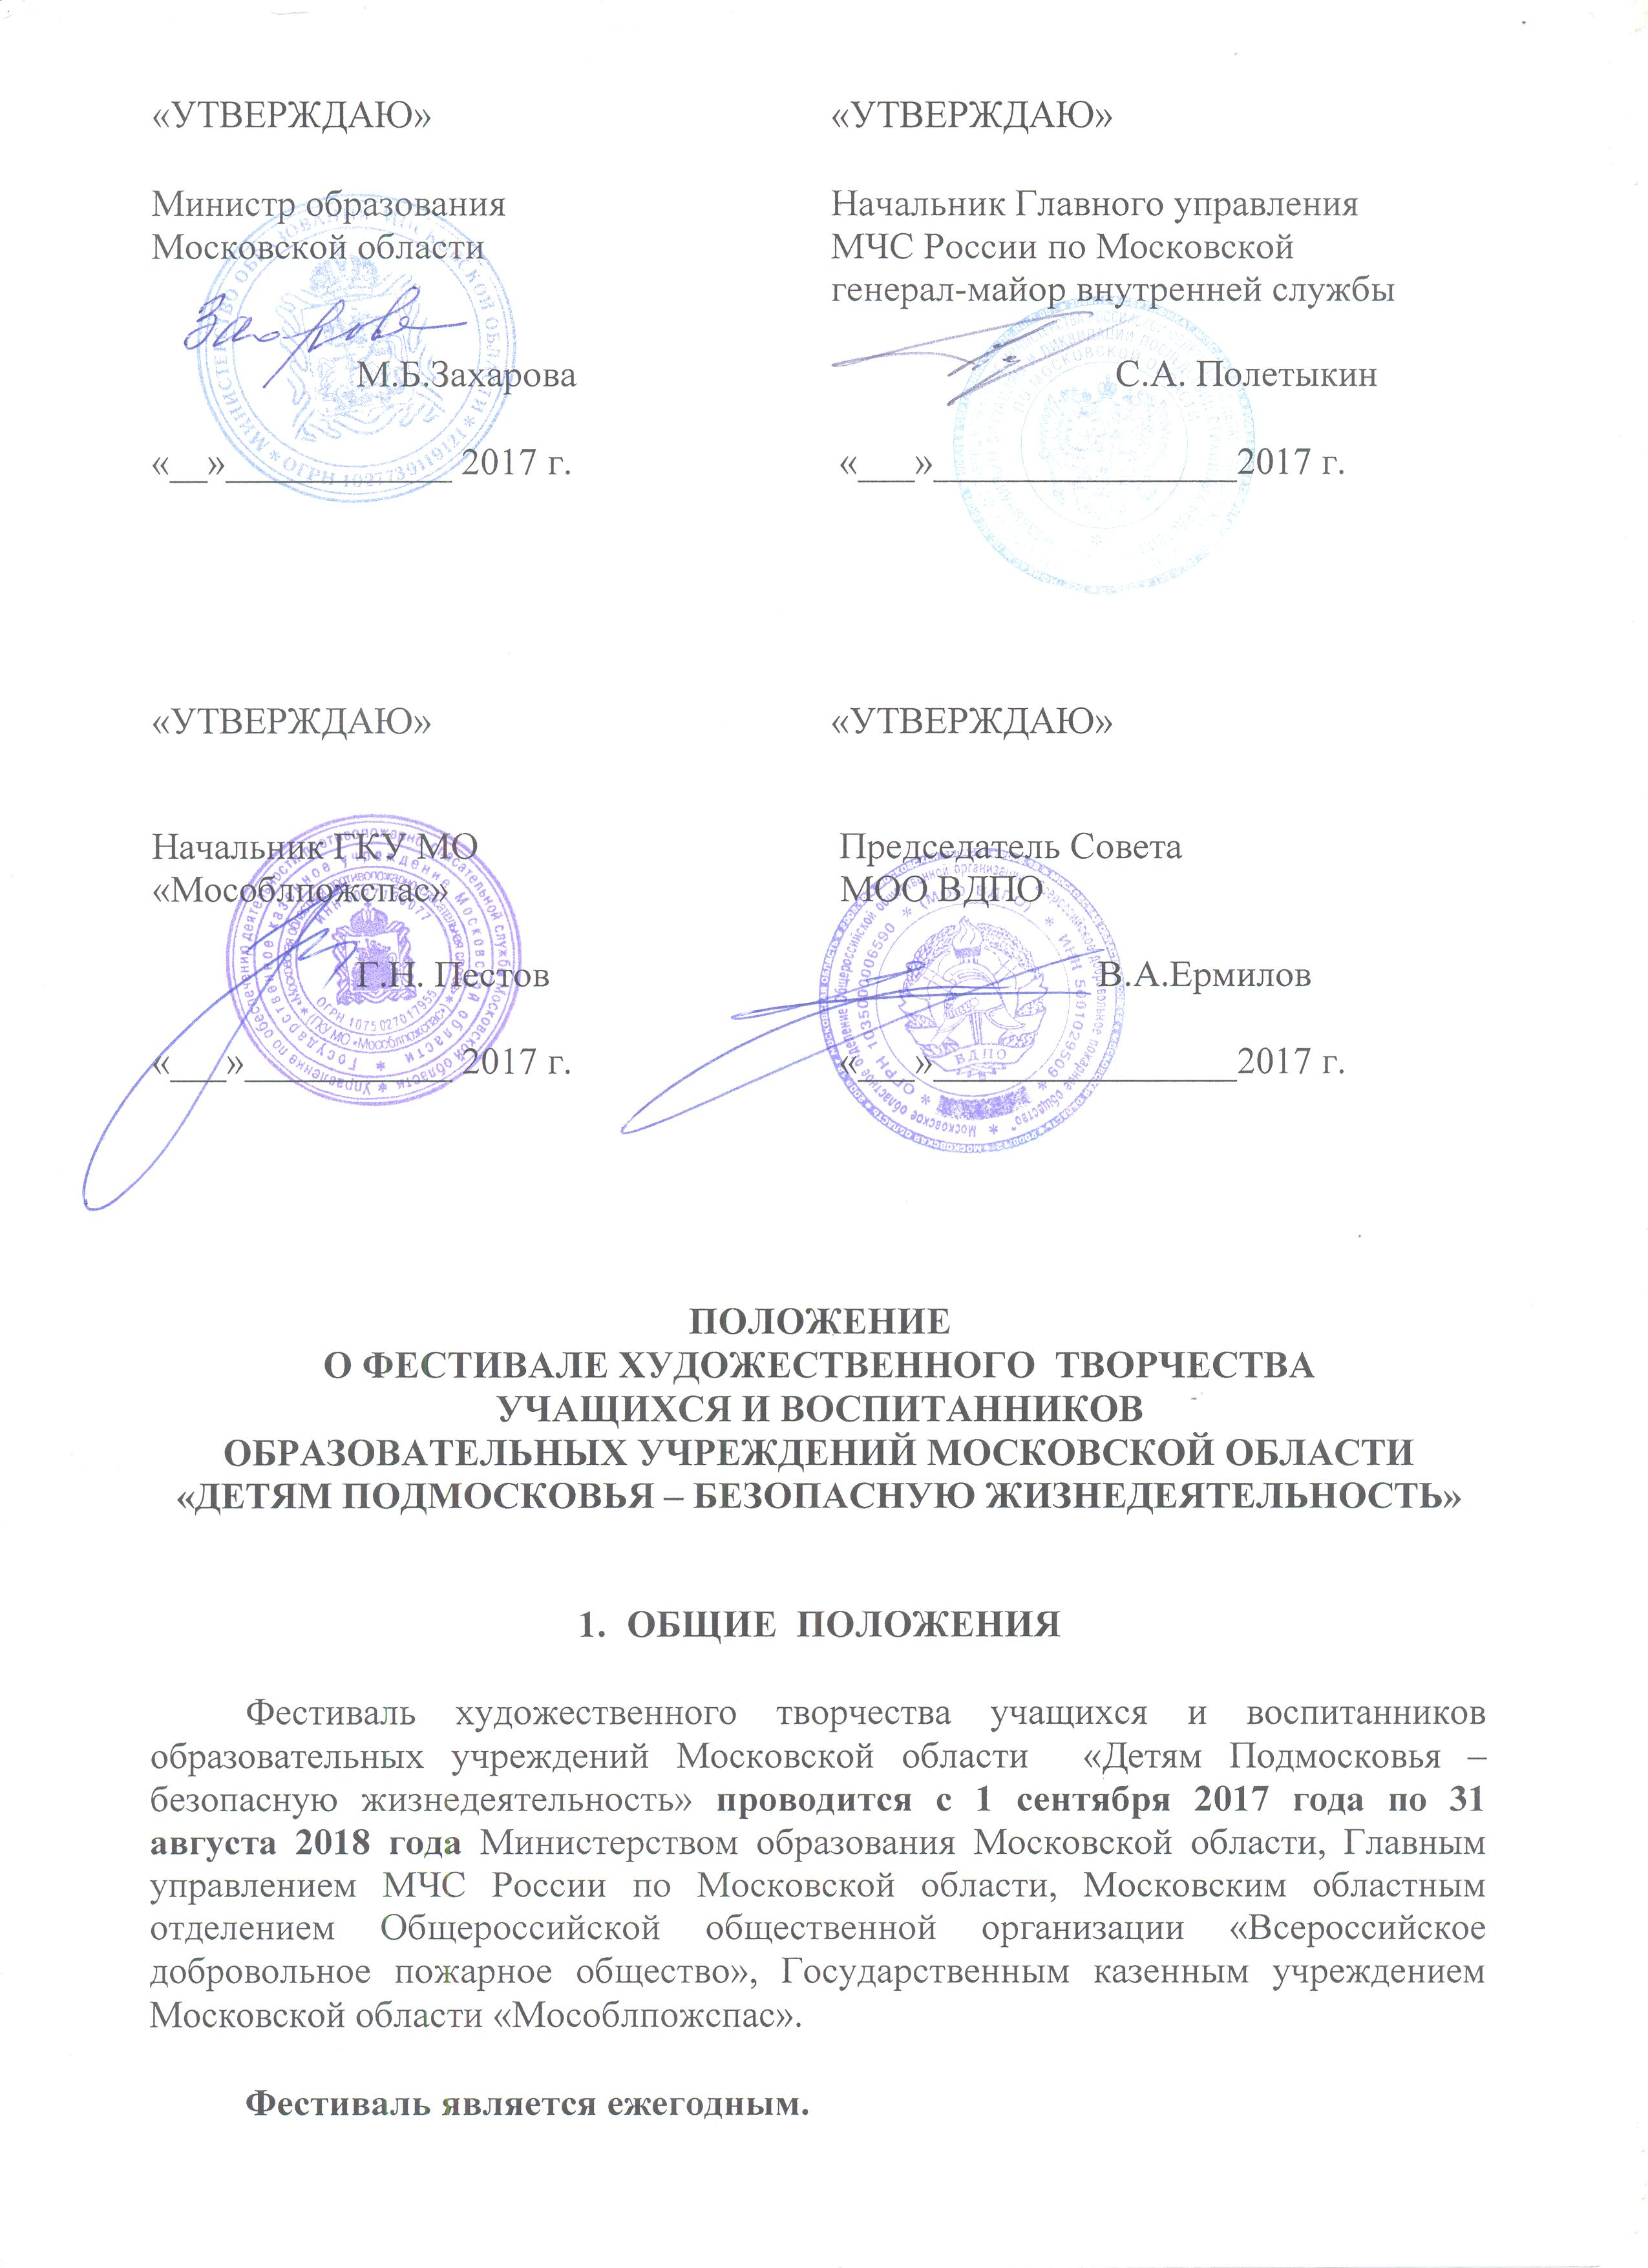 «УТВЕРЖДАЮ»
Министр образования
Московской области
М.Б.Захарова
«__»____________ 2017 г.
«УТВЕРЖДАЮ»
Начальник Главного управления
МЧС России по Московской
генерал-майор внутренней службы
С.А. Полетыкин
«___»________________2017 г.
«УТВЕРЖДАЮ»
Начальник ГКУ МО
«Мособлпожспас»
Г.Н. Пестов
«___»___________ 2017 г.
«УТВЕРЖДАЮ»
Председатель Совета
МОО ВДПО
В.А.Ермилов
«___»________________2017 г.
ПОЛОЖЕНИЕ
О ФЕСТИВАЛЕ ХУДОЖЕСТВЕННОГО ТВОРЧЕСТВА
УЧАЩИХСЯ И ВОСПИТАННИКОВ
ОБРАЗОВАТЕЛЬНЫХ УЧРЕЖДЕНИЙ МОСКОВСКОЙ ОБЛАСТИ
«ДЕТЯМ ПОДМОСКОВЬЯ – БЕЗОПАСНУЮ ЖИЗНЕДЕЯТЕЛЬНОСТЬ»
1. ОБЩИЕ ПОЛОЖЕНИЯ
Фестиваль художественного творчества учащихся и воспитанников
образовательных учреждений Московской области «Детям Подмосковья –
безопасную жизнедеятельность» проводится с 1 сентября 2017 года по 31
августа 2018 года Министерством образования Московской области, Главным
управлением МЧС России по Московской области, Московским областным
отделением Общероссийской общественной организации «Всероссийское
добровольное пожарное общество», Государственным казенным учреждением
Московской области «Мособлпожспас».
Фестиваль является ежегодным.